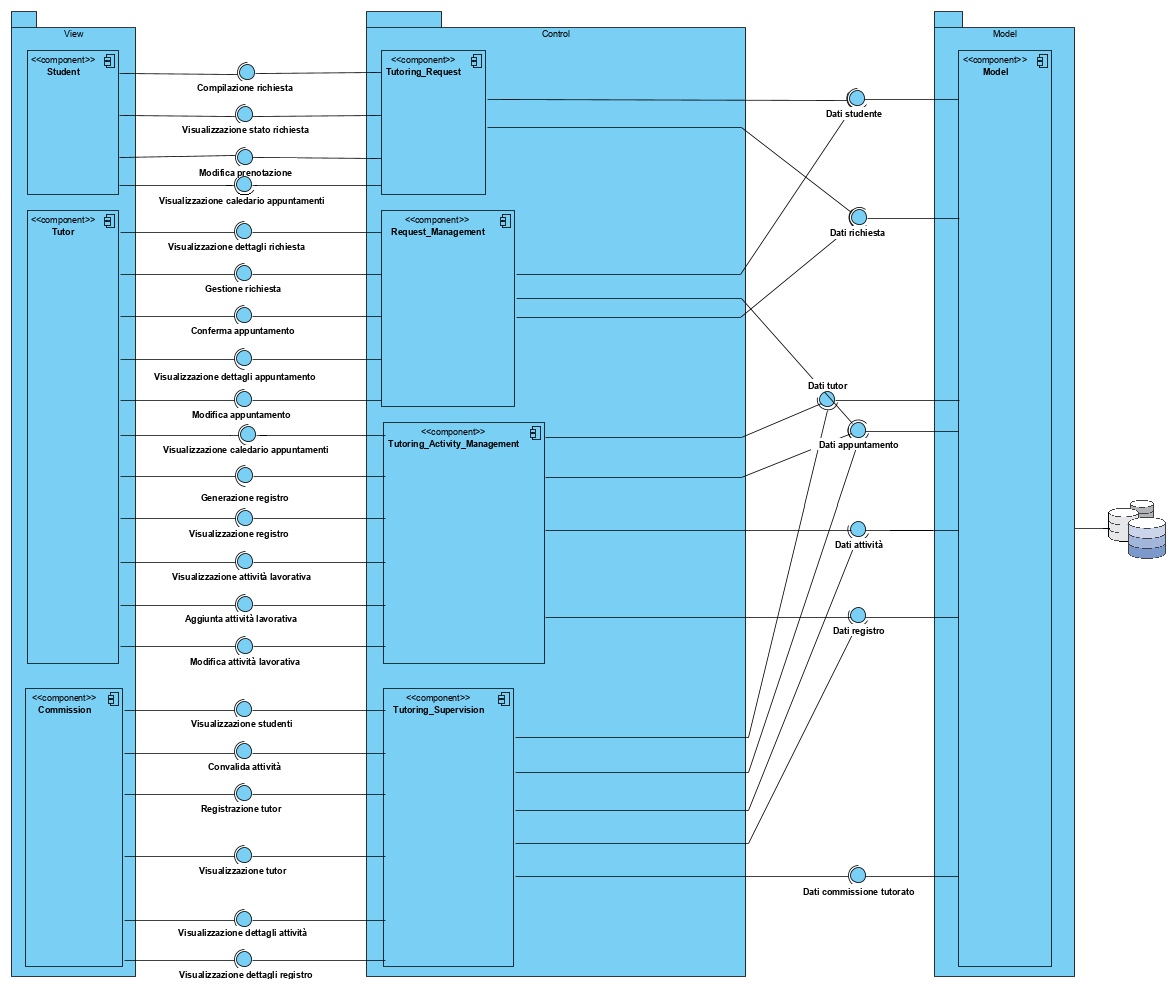 View
Control
Model
<<component>>
Student
Compilazione richiesta
Visualizzazione stato richiesta
Modifica prenotazione
Visualizzazione caledario appuntamenti
<<component>>
Tutor
Visualizzazione dettagli richiesta
Gestione richiesta
Conferma appuntamento
Visualizzazione dettagli appuntamento
Modifica appuntamento
Visualizzazione caledario appuntamenti
Generazione registro
Visualizzazione registro
Visualizzazione attività lavorativa
Aggiunta attività lavorativa
Modifica attività lavorativa
<<component>>
Commission
Visualizzazione studenti
Convalida attività
Registrazione tutor
Visualizzazione tutor
Visualizzazione dettagli attività
Visualizzazione dettagli registro
<<component>>
Tutoring_Request
<<component>>
Request_Management
<<component>>
Tutoring_Activity_Management
<<component>>
Tutoring_Supervision
Dati studente
Dati richiesta
Dati tutor
Dati appuntamento
Dati attività
Dati registro
Dati commissione tutorato
<<component>>
Model